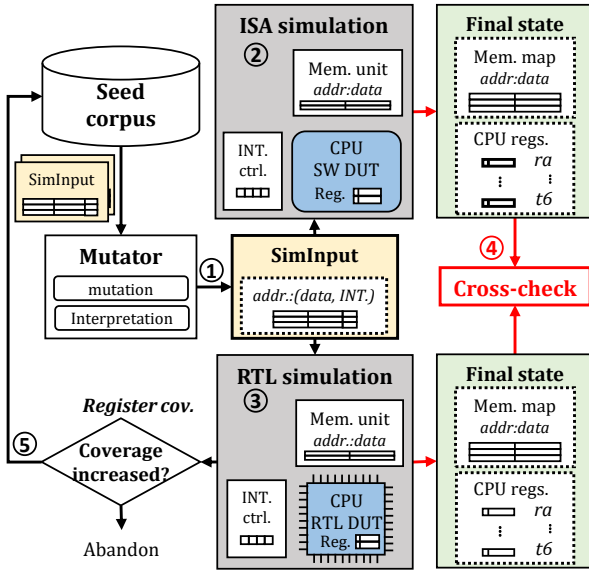 Seed
corpus
SimInput
Mutator
mutation
Interpretation
①
ISA simulation
②
Mem. unit
addr:data
INT.
ctrl.
CPU
SW DUT
Reg.
SimInput
addr.:(data, INT.)
RTL simulation
③
Mem. unit
addr.:data
INT.
ctrl.
CPU
RTL DUT
Reg.
Final state
Mem. map
addr:data
CPU regs.
ra
⋮ ⋮
t6
④
Cross-check
Final state
Mem. map
addr:data
CPU regs.
ra
⋮ ⋮
t6
Register cov.
⑤
Coverage
increased?
Abandon